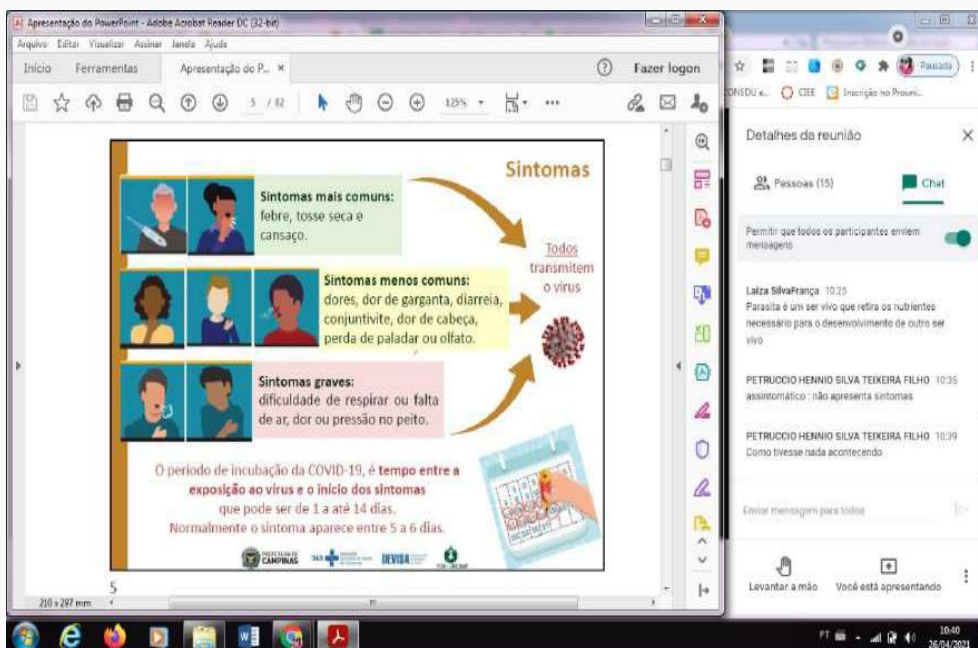 Apresentação do PowerPoint - Adobe Acrobat Reader DC (32-bit)
Arquivo Editar Visualizar Assinar Janela Ajuda
Início Ferramentas Apresentação do P... ×
Fazer logon
5 / 82
125%
Sintomas
Sintomas mais comuns:
febre, tosse seca e
cansaço.
Sintomas menos comuns:
dores, dor de garganta, diarreia,
conjuntivite, dor de cabeça,
perda de paladar ou olfato.
Sintomas graves:
dificuldade de respirar ou falta
de ar, dor ou pressão no peito.
Todos
transmitem
o vírus
O período de incubação da COVID-19, é tempo entre a
exposição ao vírus e o início dos sintomas
que pode ser de 1 a até 14 dias.
Normalmente o sintoma aparece entre 5 a 6 dias.
PREFEITURA DE
CAMPINAS
SUS
DEVISA
5
210 x 297 mm
Pausada
CIEE
Inscrição no Prouni...
Detalhes da reunião
Pessoas (15)
Chat
Permitir que todos os participantes enviem
mensagens
Laiza SilvaFrança 10:25
Parasita é um ser vivo que retira os nutrientes
necessário para o desenvolvimento de outro ser
vivo
PETRUCCIO HENNIO SILVA TEIXEIRA FILHO 10:35
assintomático : não apresenta sintomas
PETRUCCIO HENNIO SILVA TEIXEIRA FILHO 10:39
Como tivesse nada acontecendo
Enviar mensagem para todos
Levantar a mão
Você está apresentando
PT
10:40
26/04/2021